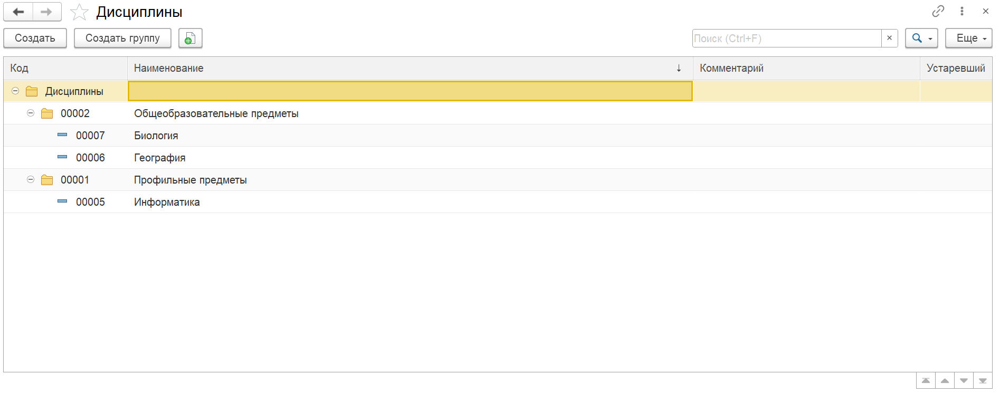 Дисциплины
Создать Создать группу Поиск (Ctrl+F) × Еще
Код Наименование ↓ Комментарий Устаревший
Дисциплины
00002 Общеобразовательные предметы
00007 Биология
00006 География
00001 Профильные предметы
00005 Информатика